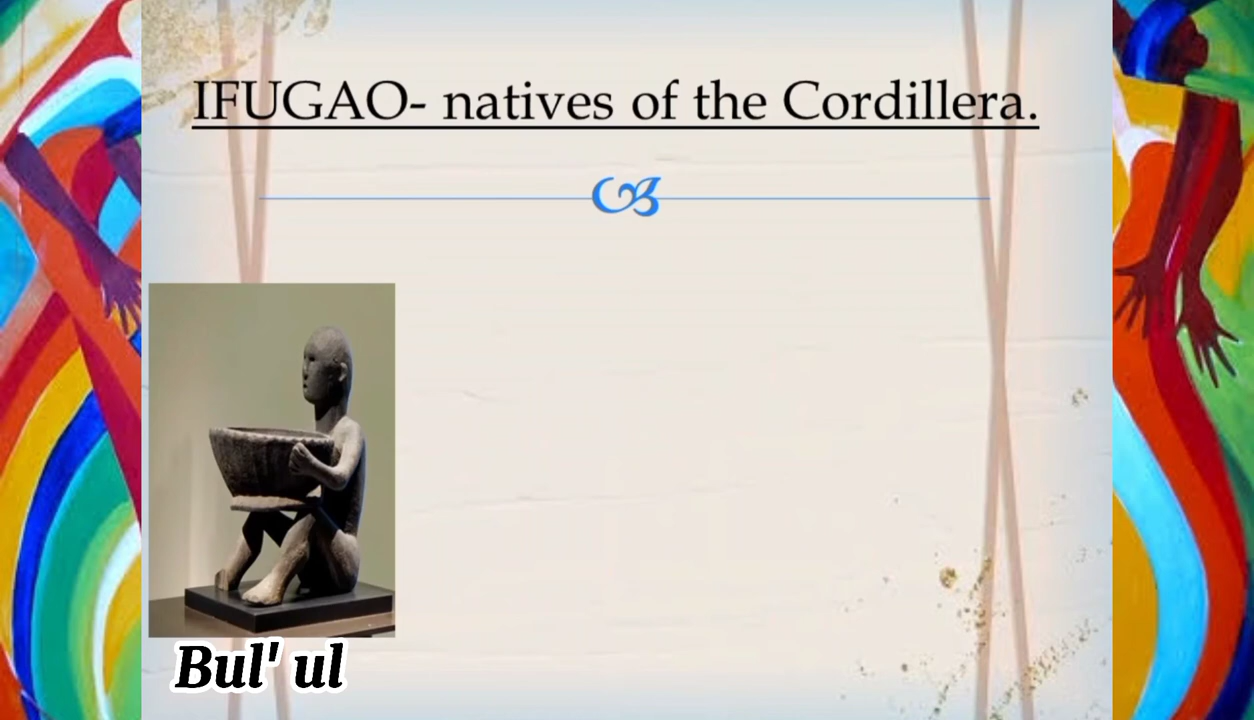 IFUGAO- natives of the Cordillera.
Bul' ul